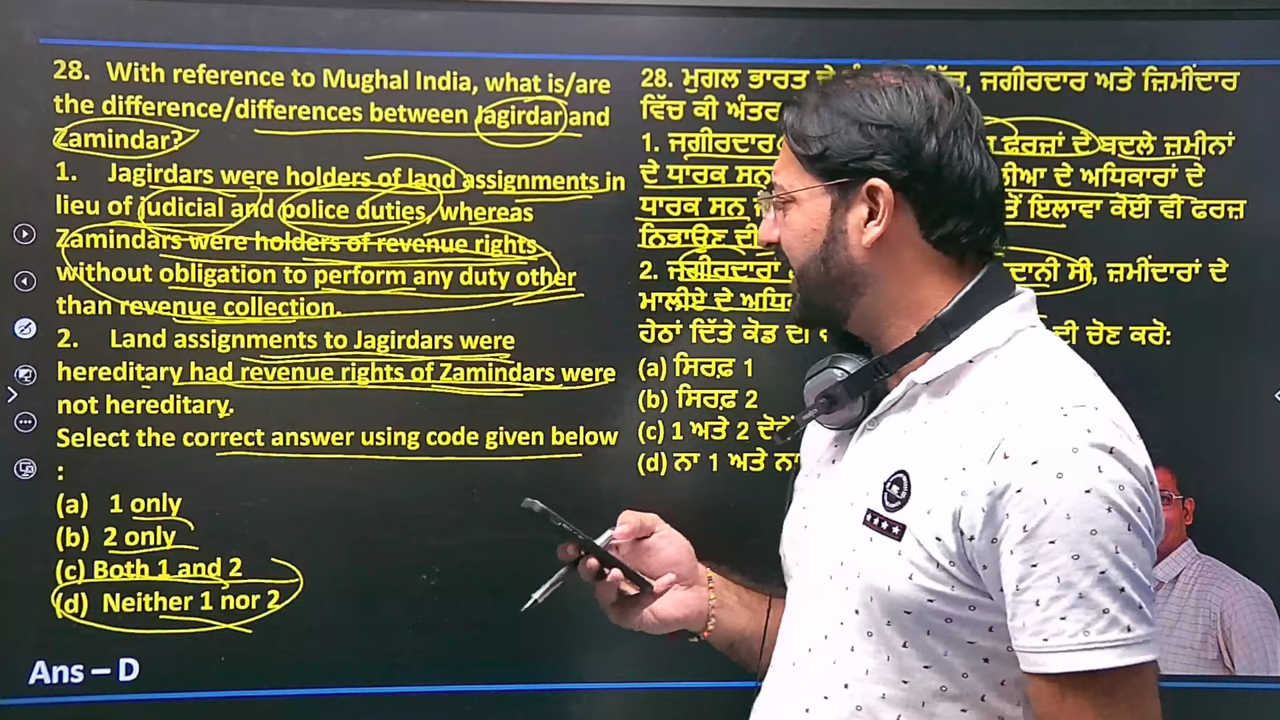 28. With reference to Mughal India, what is/are
the difference/differences between Jagirdar and
Zamindar?
1. Jagirdars were holders of land assignments in
lieu of judicial and police duties, whereas
Zamindars were holders of revenue rights
without obligation to perform any duty other
than revenue collection.
2. Land assignments to Jagirdars were
hereditary had revenue rights of Zamindars were
not hereditary.
Select the correct answer using code given below
:
(a) 1 only
(b) 2 only
(c) Both 1 and 2
(d) Neither 1 nor 2
Ans – D
28. ਮੁਗਲ ਭਾਰਤ ਦੇ ਜਗੀਰਦਾਰ ਅਤੇ ਜ਼ਿਮੀਂਦਾਰ
ਵਿੱਚ ਕੀ ਅੰਤਰ
1. ਜਗੀਰਦਾਰ ਫਰਜ਼ਾਂ ਦੇ ਬਦਲੇ ਜ਼ਮੀਨਾਂ
ਦੇ ਧਾਰਕ ਸਨ ਦੇ ਅਧਿਕਾਰਾਂ ਦੇ
ਧਾਰਕ ਸਨ ਇਲਾਵਾ ਕੋਈ ਵੀ ਫਰਜ਼
ਨਿਭਾਉਣ ਦੀ
2. ਜਗੀਰਦਾਰਾਂ ਸੀ, ਜ਼ਮੀਂਦਾਰਾਂ ਦੇ
ਮਾਲੀਏ ਦੇ
ਹੇਠਾਂ ਦਿੱਤੇ ਕੋਡ ਦੀ ਚੋਣ ਕਰੋ:
(a) ਸਿਰਫ਼ 1
(b) ਸਿਰਫ਼ 2
(c) 1 ਅਤੇ 2
(d) ਨਾ 1 ਅਤੇ